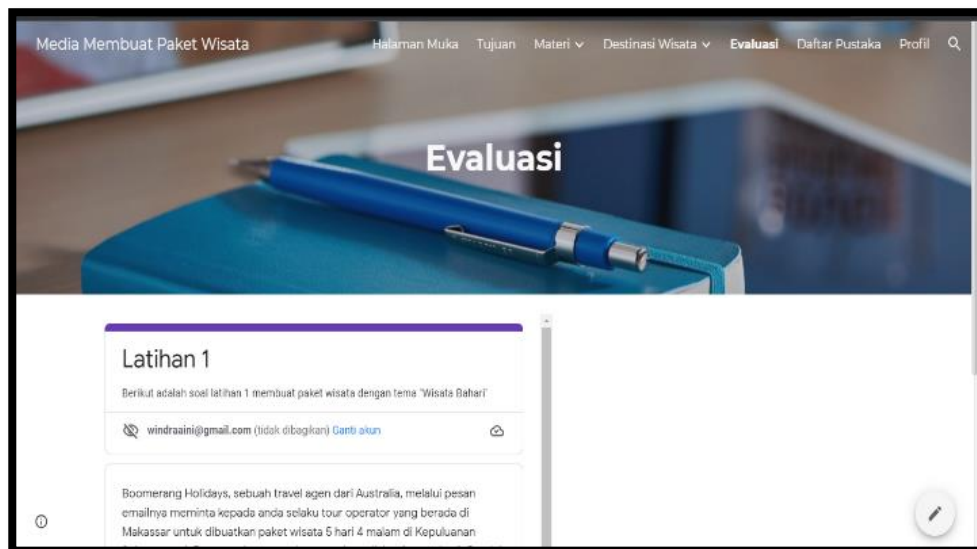 Media Membuat Paket Wisata
Halaman Muka Tujuan Materi Destinasi Wisata Evaluasi Daftar Pustaka Profil
Evaluasi
Latihan 1
Berikut adalah soal latihan 1 membuat paket wisata dengan tema "Wisata Bahari"
windraaini@gmail.com (tidak dibagikan) Ganti akun
Boomerang Holidays, sebuah travel agen dari Australia, melalui pesan
emailnya meminta kepada anda selaku tour operator yang berada di
Makassar untuk dibuatkan paket wisata 5 hari 4 malam di Kepuluanan